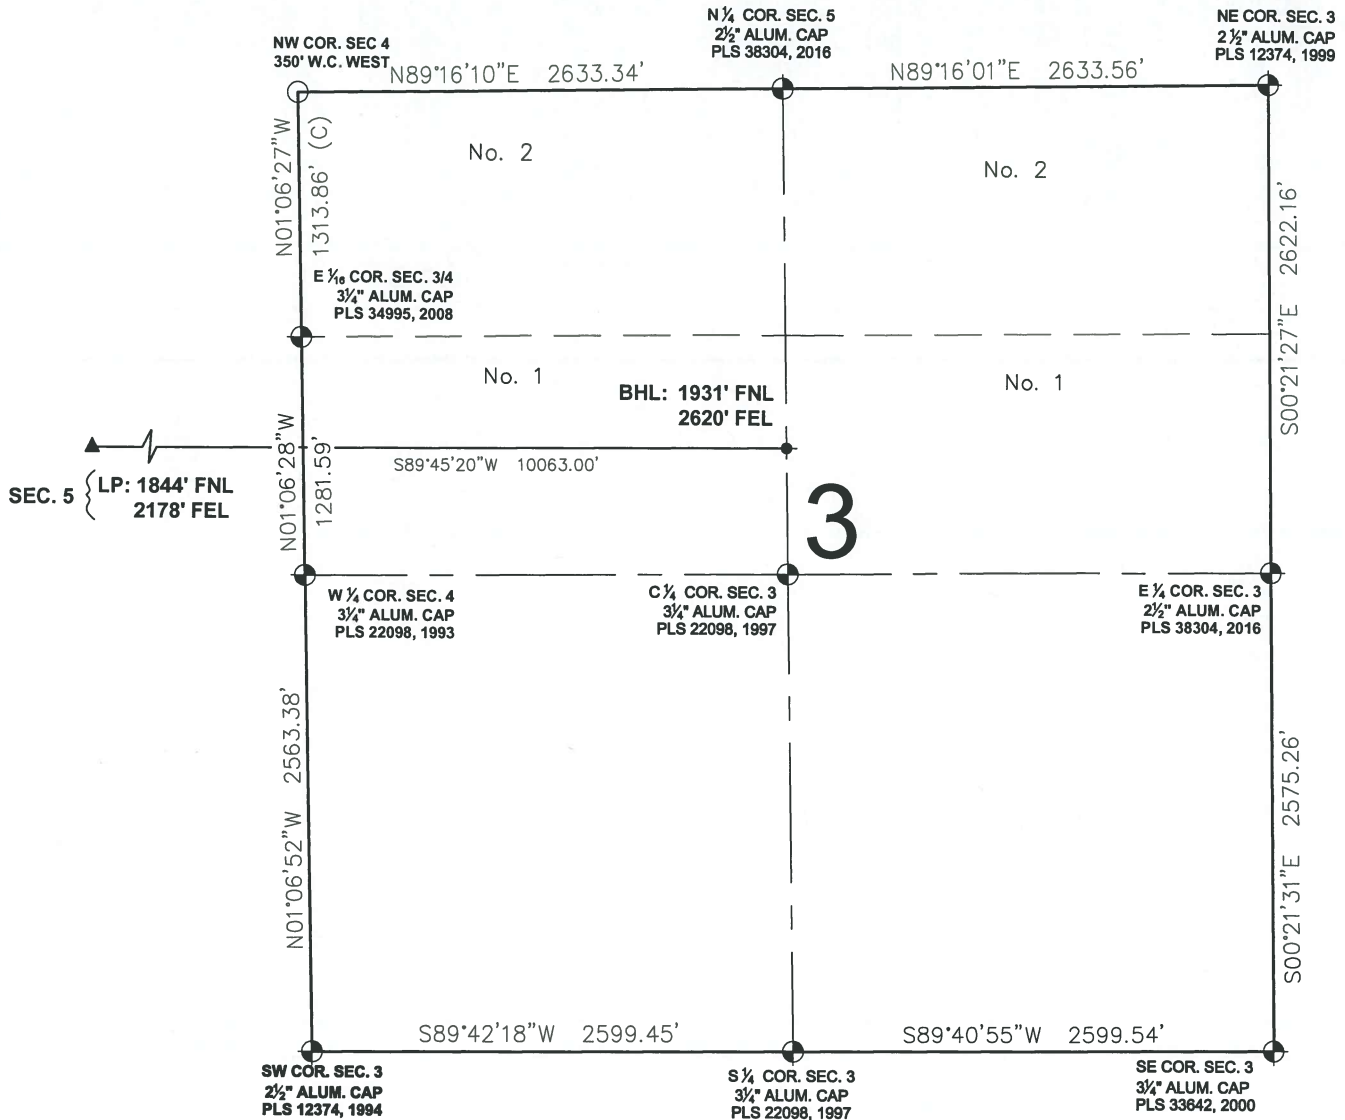 N ¼ COR. SEC. 5
2½" ALUM. CAP
PLS 38304, 2016
NE COR. SEC. 3
2 ½" ALUM. CAP
PLS 12374, 1999
NW COR. SEC 4
350' W.C. WEST
N89°16'10"E 2633.34'
N89°16'01"E 2633.56'
N01°06'27"W
1313.86' (C)
No. 2
No. 2
S00°21'27"E 2622.16'
E 1⁄16 COR. SEC. 3/4
3¼" ALUM. CAP
PLS 34995, 2008
No. 1
No. 1
BHL: 1931' FNL
2620' FEL
N01°06'28"W
1281.59'
S89°45'20"W 10063.00'
SEC. 5 { LP: 1844' FNL
2178' FEL
3
W ¼ COR. SEC. 4
3¼" ALUM. CAP
PLS 22098, 1993
C ¼ COR. SEC. 3
3¼" ALUM. CAP
PLS 22098, 1997
E ¼ COR. SEC. 3
2½" ALUM. CAP
PLS 38304, 2016
N01°06'52"W 2563.38'
S00°21'31"E 2575.26'
S89°42'18"W 2599.45'
S89°40'55"W 2599.54'
SW COR. SEC. 3
2½" ALUM. CAP
PLS 12374, 1994
S ¼ COR. SEC. 3
3¼" ALUM. CAP
PLS 22098, 1997
SE COR. SEC. 3
3¼" ALUM. CAP
PLS 33642, 2000